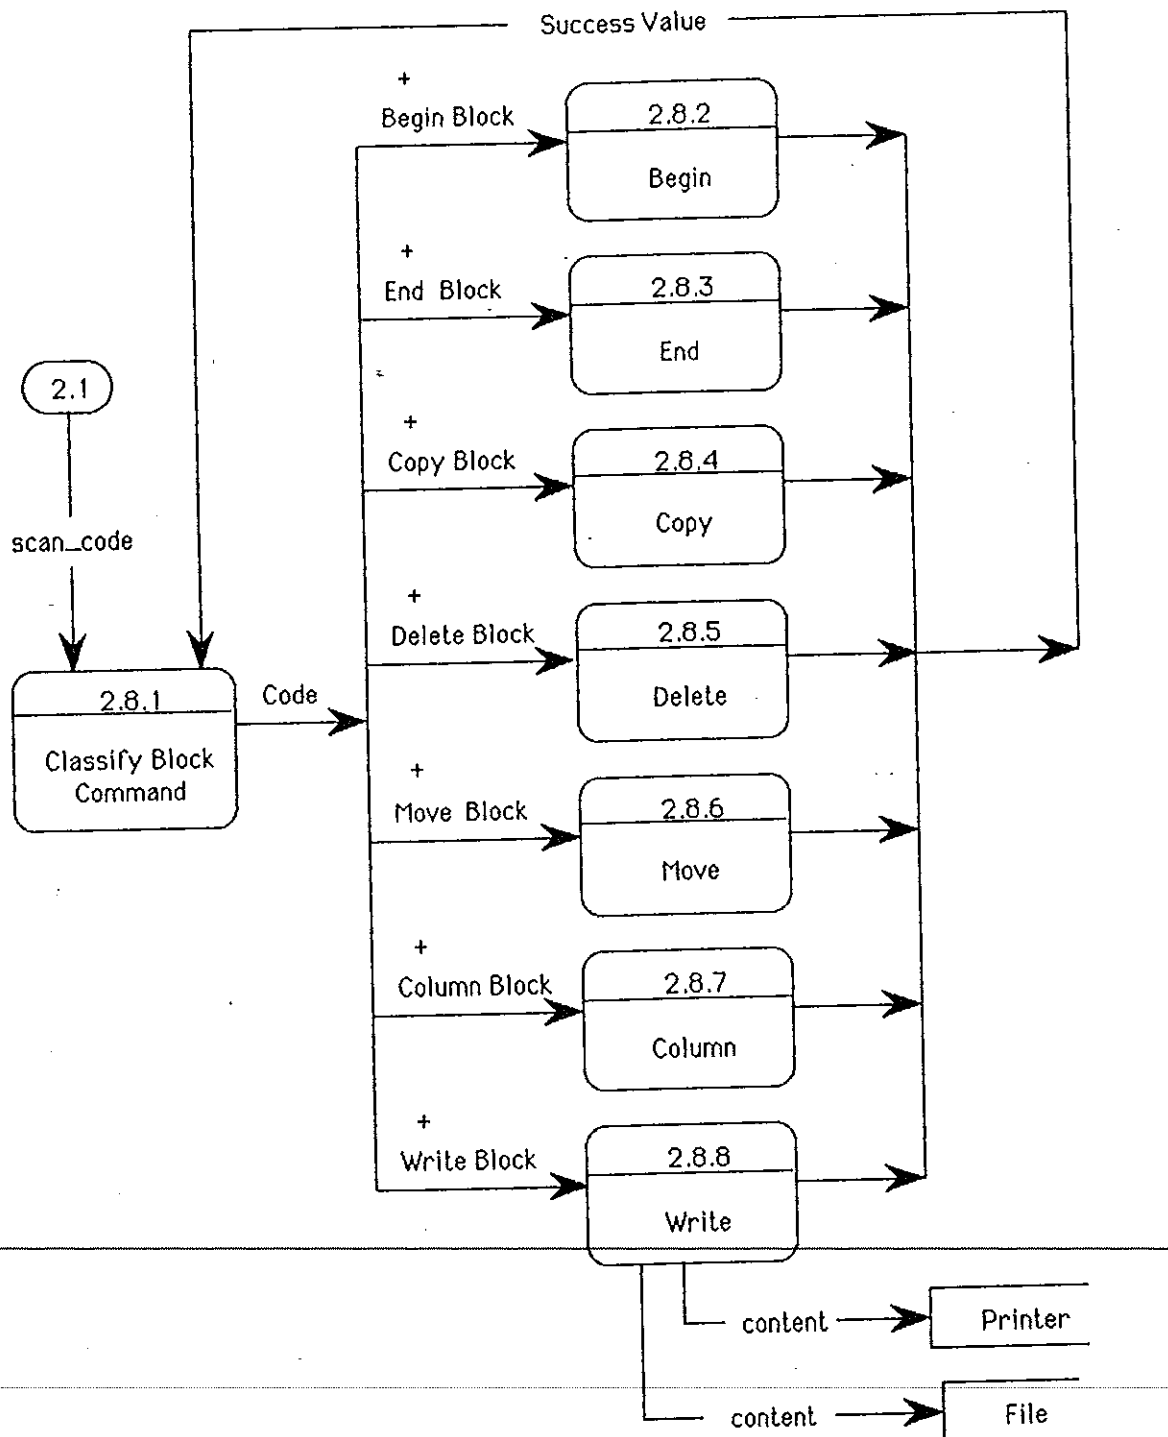 Success Value
+
Begin Block
2.8.2
Begin
+
End Block
2.8.3
End
2.1
+
Copy Block
2.8.4
Copy
scan_code
+
Delete Block
2.8.5
Delete
2.8.1
Classify Block
Command
Code
+
Move Block
2.8.6
Move
+
Column Block
2.8.7
Column
+
Write Block
2.8.8
Write
content
Printer
content
File